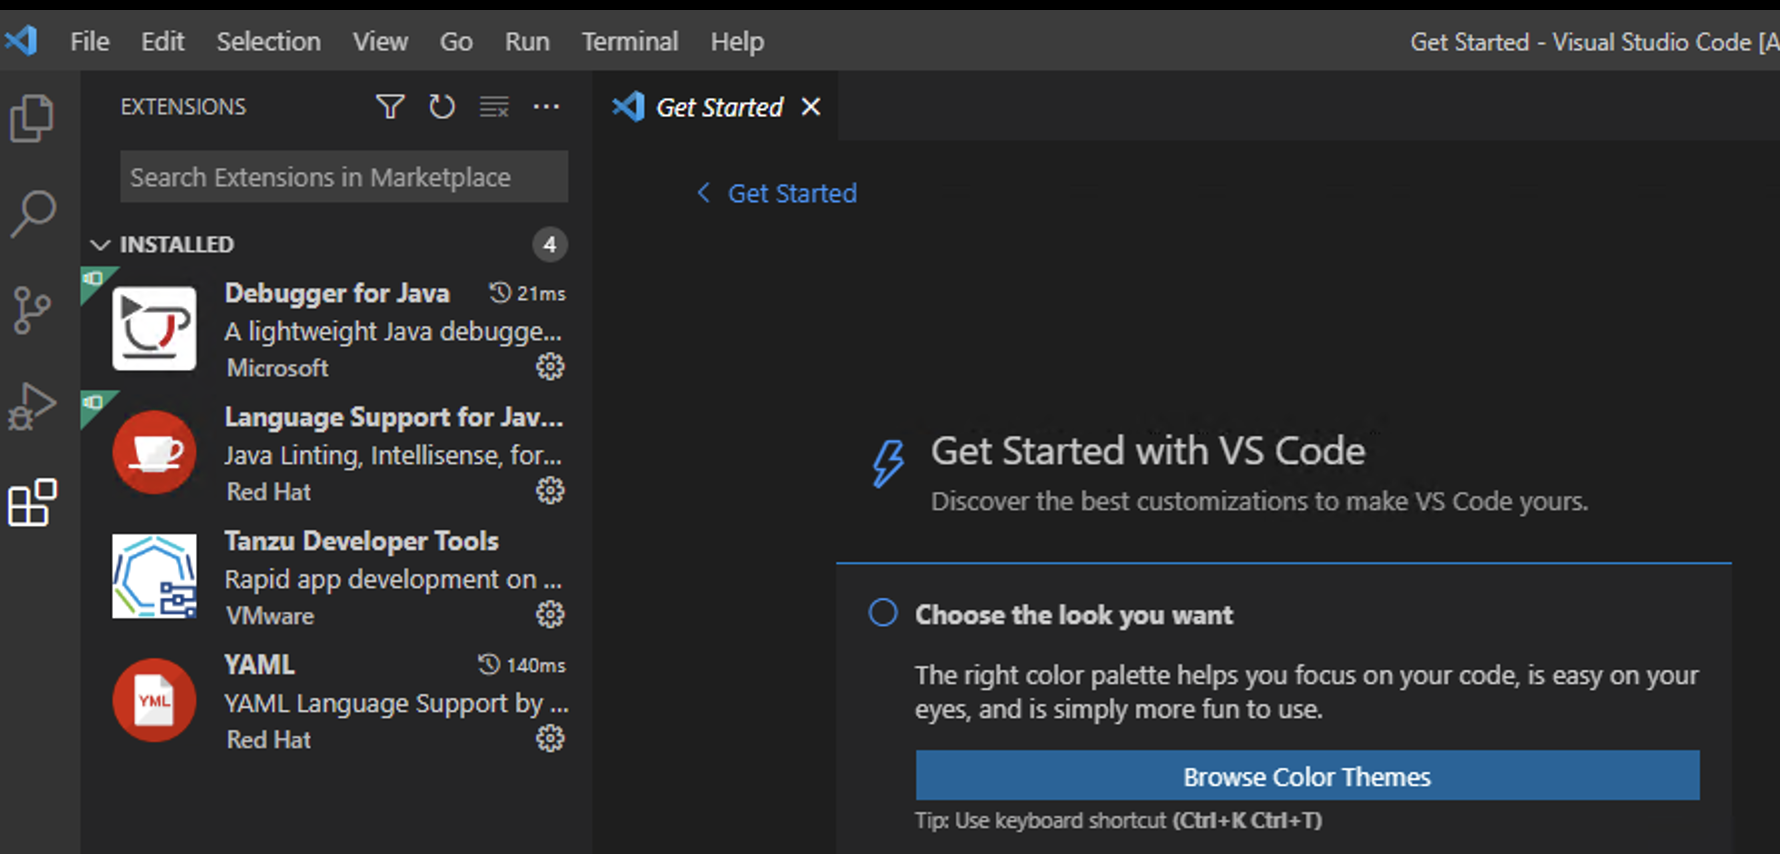 File Edit Selection View Go Run Terminal Help
Get Started - Visual Studio Code [A
EXTENSIONS
Search Extensions in Marketplace
INSTALLED 4
Debugger for Java 21ms
A lightweight Java debugge...
Microsoft
Language Support for Jav...
Java Linting, Intellisense, for...
Red Hat
Tanzu Developer Tools
Rapid app development on ...
VMware
YAML 140ms
YML
YAML Language Support by ...
Red Hat
Get Started
Get Started
Get Started with VS Code
Discover the best customizations to make VS Code yours.
Choose the look you want
The right color palette helps you focus on your code, is easy on your
eyes, and is simply more fun to use.
Browse Color Themes
Tip: Use keyboard shortcut (Ctrl+K Ctrl+T)